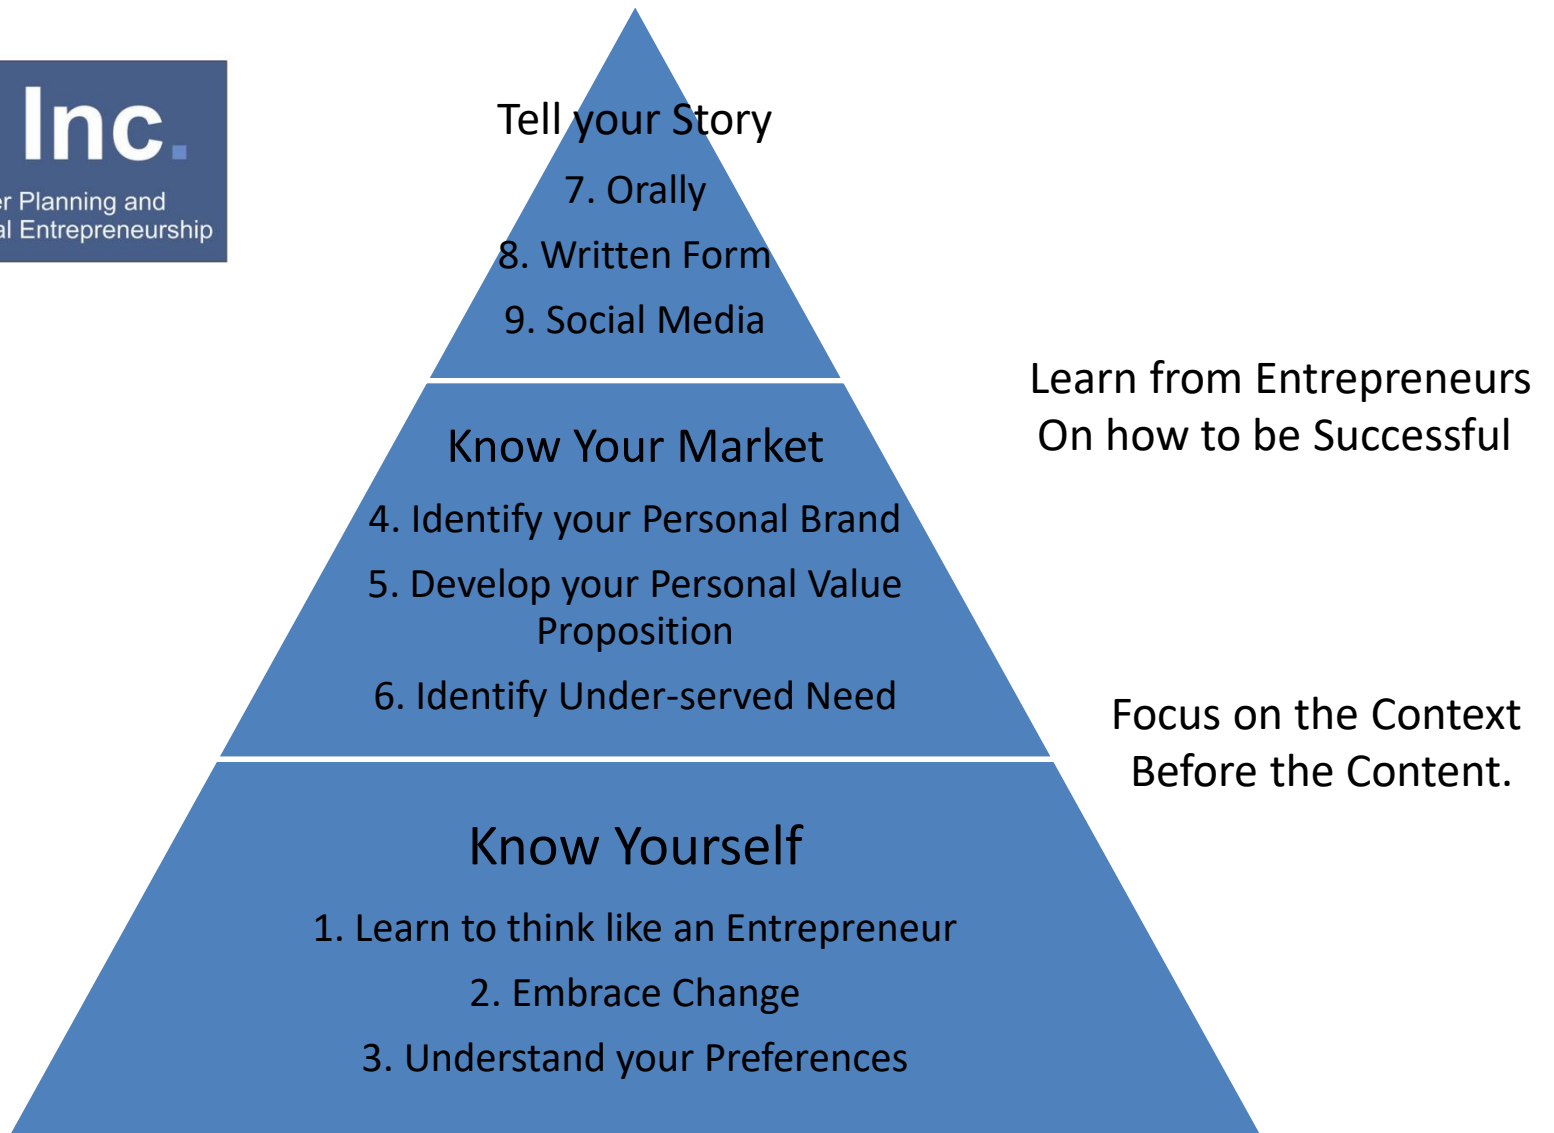 Inc.
Planning and
Entrepreneurship
Tell your Story
7. Orally
8. Written Form
9. Social Media
Learn from Entrepreneurs
On how to be Successful
Know Your Market
4. Identify your Personal Brand
5. Develop your Personal Value
Proposition
6. Identify Under-served Need
Focus on the Context
Before the Content.
Know Yourself
1. Learn to think like an Entrepreneur
2. Embrace Change
3. Understand your Preferences